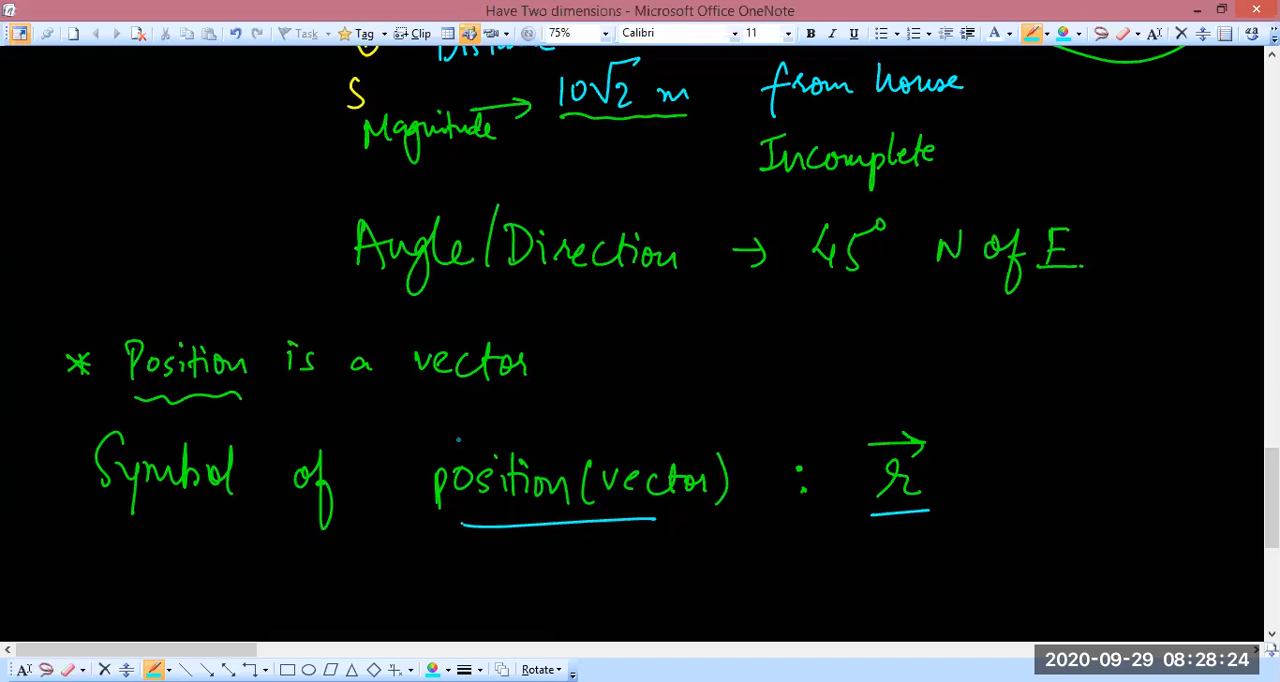 Have Two dimensions - Microsoft Office OneNote
Task Tag Clip 75% Calibri 11 B I U
Distance
S
Magnitude → 10√2 m from house
Incomplete
Angle/Direction → 45° N of E
* Position is a vector
Symbol of position(vector) : r⃗
Rotate
2020-09-29 08:28:24